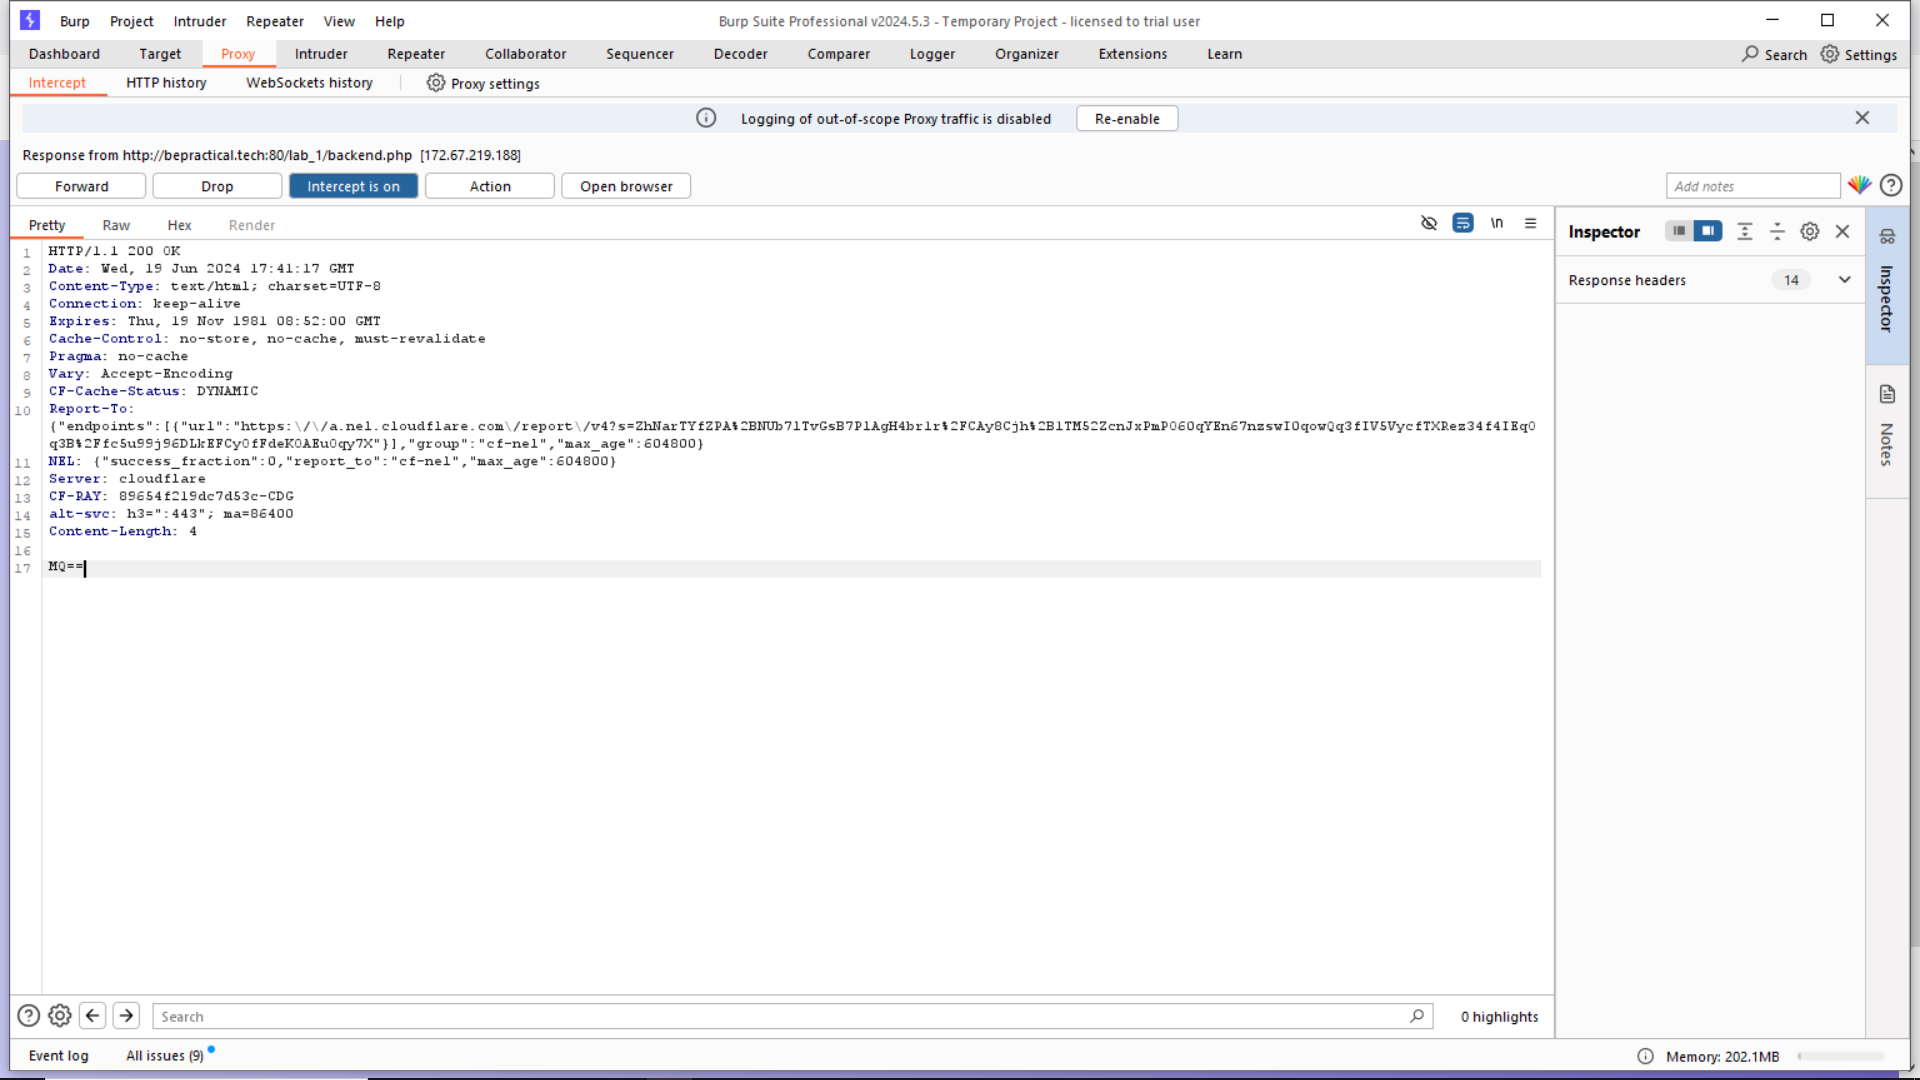 Burp Project Intruder Repeater View Help Burp Suite Professional v2024.5.3 - Temporary Project - licensed to trial user
Dashboard Target Proxy Intruder Repeater Collaborator Sequencer Decoder Comparer Logger Organizer Extensions Learn Search Settings
Intercept HTTP history WebSockets history Proxy settings
Logging of out-of-scope Proxy traffic is disabled Re-enable
Response from http://bepractical.tech:80/lab_1/backend.php [172.67.219.188]
Forward Drop Intercept is on Action Open browser Add notes
Pretty Raw Hex Render \n
Inspector
Response headers 14
Inspector
Notes
1 HTTP/1.1 200 OK
2 Date: Wed, 19 Jun 2024 17:41:17 GMT
3 Content-Type: text/html; charset=UTF-8
4 Connection: keep-alive
5 Expires: Thu, 19 Nov 1981 08:52:00 GMT
6 Cache-Control: no-store, no-cache, must-revalidate
7 Pragma: no-cache
8 Vary: Accept-Encoding
9 CF-Cache-Status: DYNAMIC
10 Report-To:
{"endpoints":[{"url":"https:\/\/a.nel.cloudflare.com\/report\/v4?s=
"}],"group":"cf-nel","max_age":604800}
11 NEL: {"success_fraction":0,"report_to":"cf-nel","max_age":604800}
12 Server: cloudflare
13 CF-RAY: 89654f219dc7d53c-CDG
14 alt-svc: h3=":443"; ma=86400
15 Content-Length: 4
16
17 MQ==
Search 0 highlights
Event log All issues (9) Memory: 202.1MB